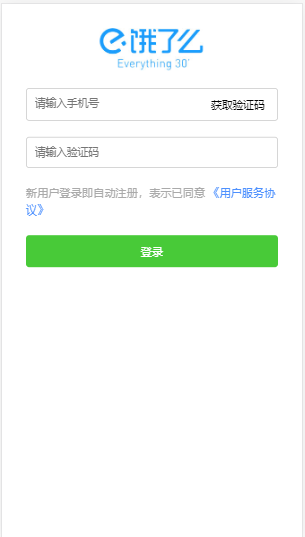 饿了么
Everything 30'
请输入手机号 获取验证码
请输入验证码
新用户登录即自动注册，表示已同意《用户服务协
议》
登录